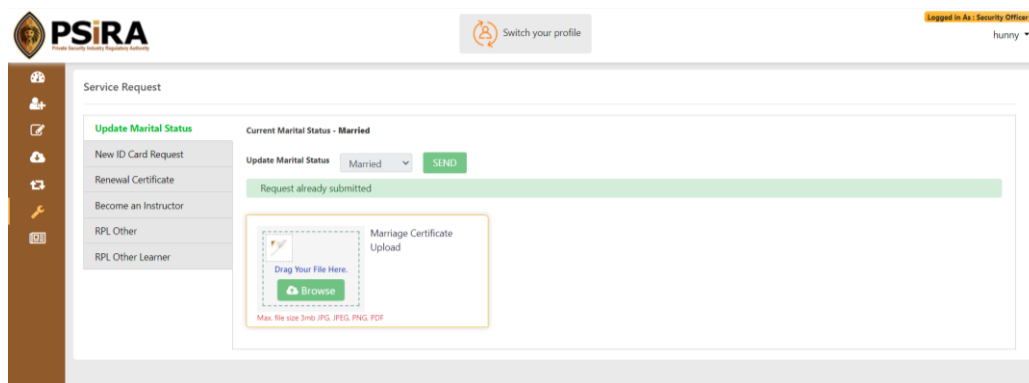 PSiRA
Private Security Industry Regulatory Authority
Switch your profile
Logged in As : Security Officer
hunny
Service Request
Update Marital Status
New ID Card Request
Renewal Certificate
Become an Instructor
RPL Other
RPL Other Learner
Current Marital Status - Married
Update Marital Status Married SEND
Request already submitted
Marriage Certificate
Upload
Drag Your File Here.
Browse
Max. file size 3mb JPG, JPEG, PNG, PDF